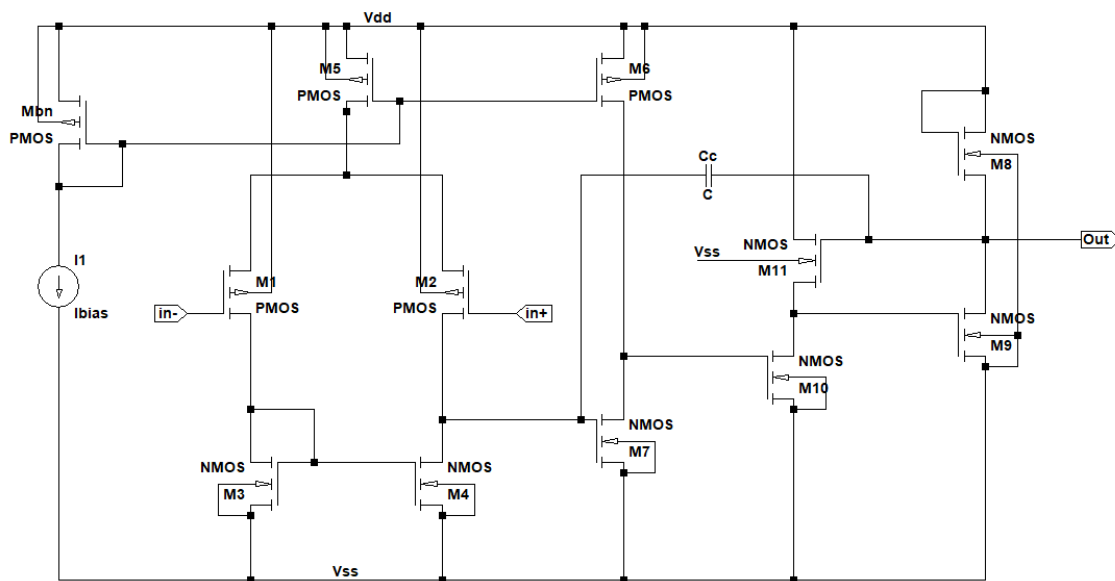 Vdd
M5
PMOS
M6
PMOS
Mbn
PMOS
NMOS
M8
Cc
C
Out
NMOS
M11
Vss
I1
Ibias
M1
PMOS
M2
PMOS
in-
in+
NMOS
M9
NMOS
M10
NMOS
M7
NMOS
M3
NMOS
M4
Vss